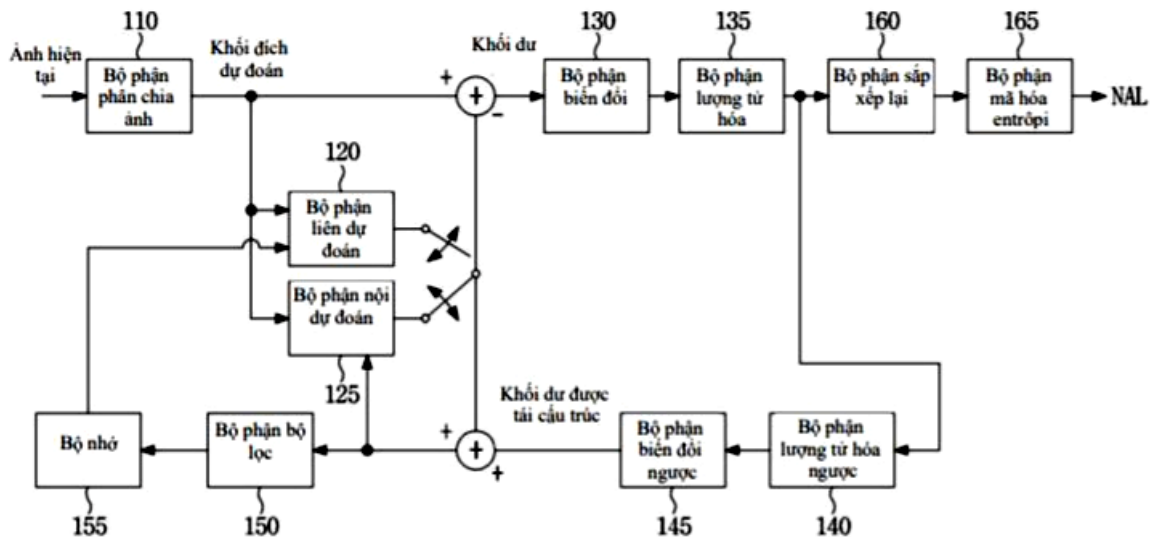 110
130
135
160
165
Ảnh hiện
tại
Bộ phận
phân chia
ảnh
Khối đích
dự đoán
+
+
−
Khối dư
Bộ phận
biến đổi
Bộ phận
lượng tử
hóa
Bộ phận sắp
xếp lại
Bộ phận
mã hóa
entrôpi
NAL
120
Bộ phận
liên dự
đoán
Bộ phận nội
dự đoán
125
Bộ nhớ
155
Bộ phận bộ
lọc
150
+
+
+
Khối dư được
tái cấu trúc
Bộ phận
biến đổi
ngược
145
Bộ phận
lượng tử hóa
ngược
140